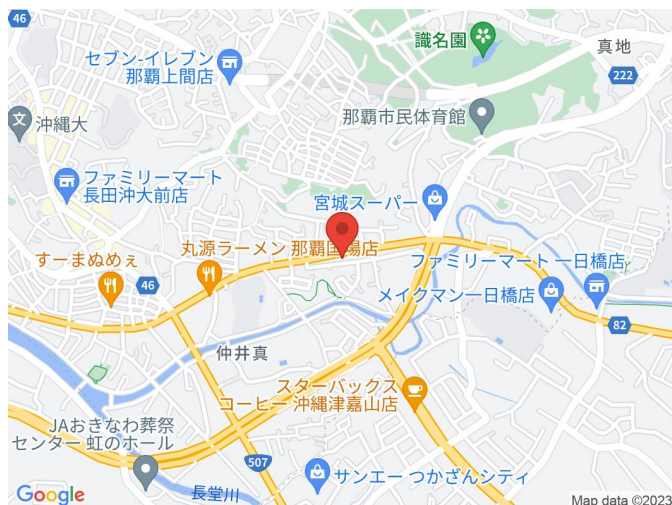 46
識名園
真地
セブン-イレブン
那覇上間店
222
文
沖縄大
那覇市民体育館
ファミリーマート
長田沖大前店
宮城スーパー
丸源ラーメン 那覇国場店
すーまぬめぇ
ファミリーマート 一日橋店
46
メイクマン一日橋店
82
仲井真
スターバックス
コーヒー 沖縄津嘉山店
JAおきなわ葬祭
センター 虹のホール
507
サンエー つかざんシティ
長堂川
Google
Map data ©2023